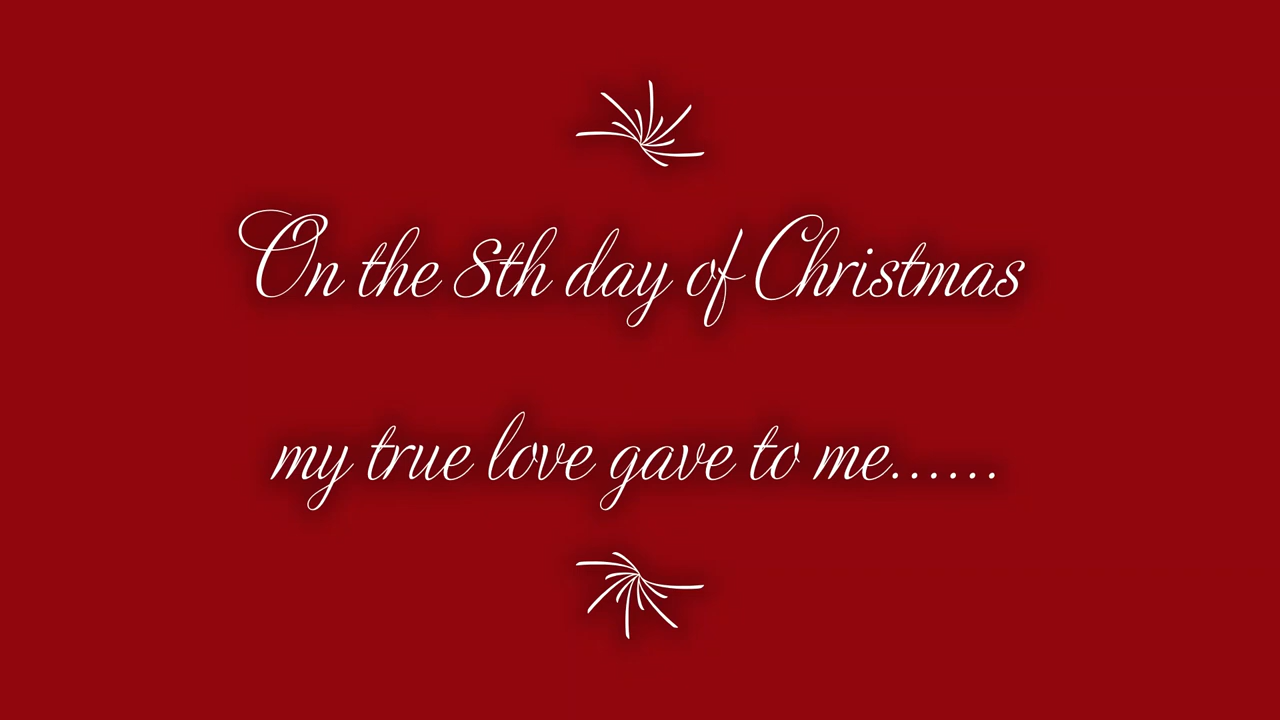 On the 8th day of Christmas
my true love gave to me......